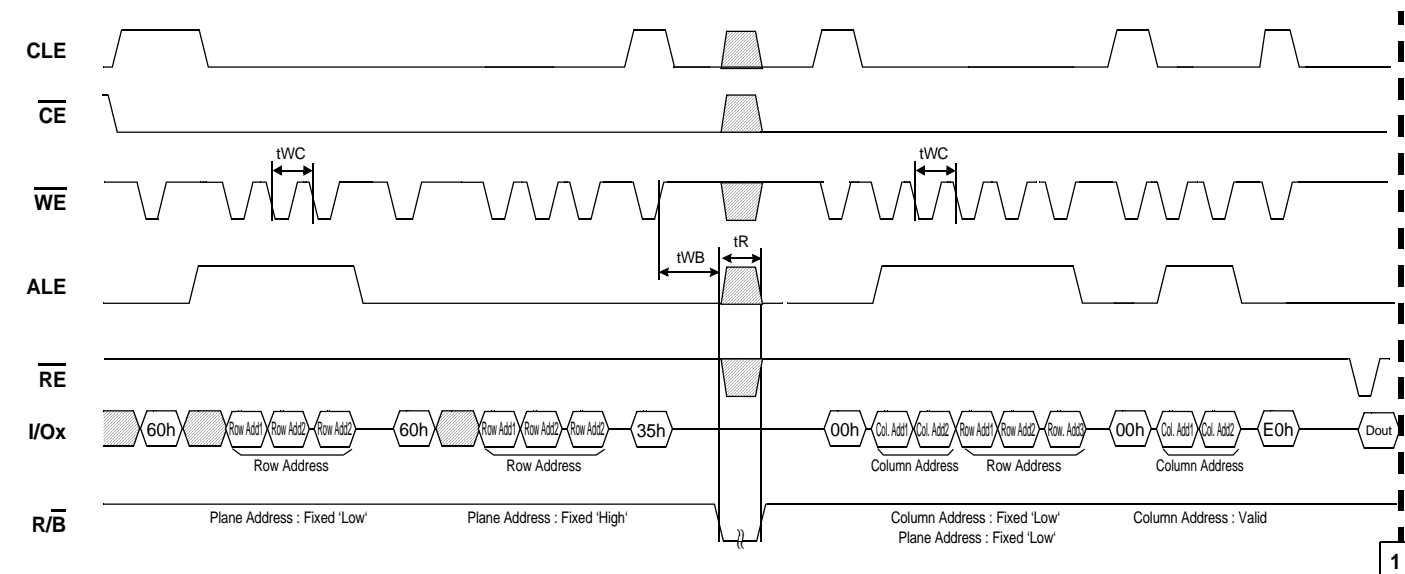 CLE
CE
tWC tWC
WE
tR
tWB
ALE
RE
I/Ox 60h Row Add1 Row Add2 Row Add2 60h Row Add1 Row Add2 Row Add2 35h 00h Col. Add1 Col. Add2 Row Add1 Row Add2 Row. Add3 00h Col. Add1 Col. Add2 E0h Dout
Row Address Row Address Column Address Row Address Column Address
R/B Plane Address : Fixed ‘Low‘ Plane Address : Fixed ‘High‘ Column Address : Fixed ‘Low‘ Column Address : Valid
Plane Address : Fixed ‘Low‘
1